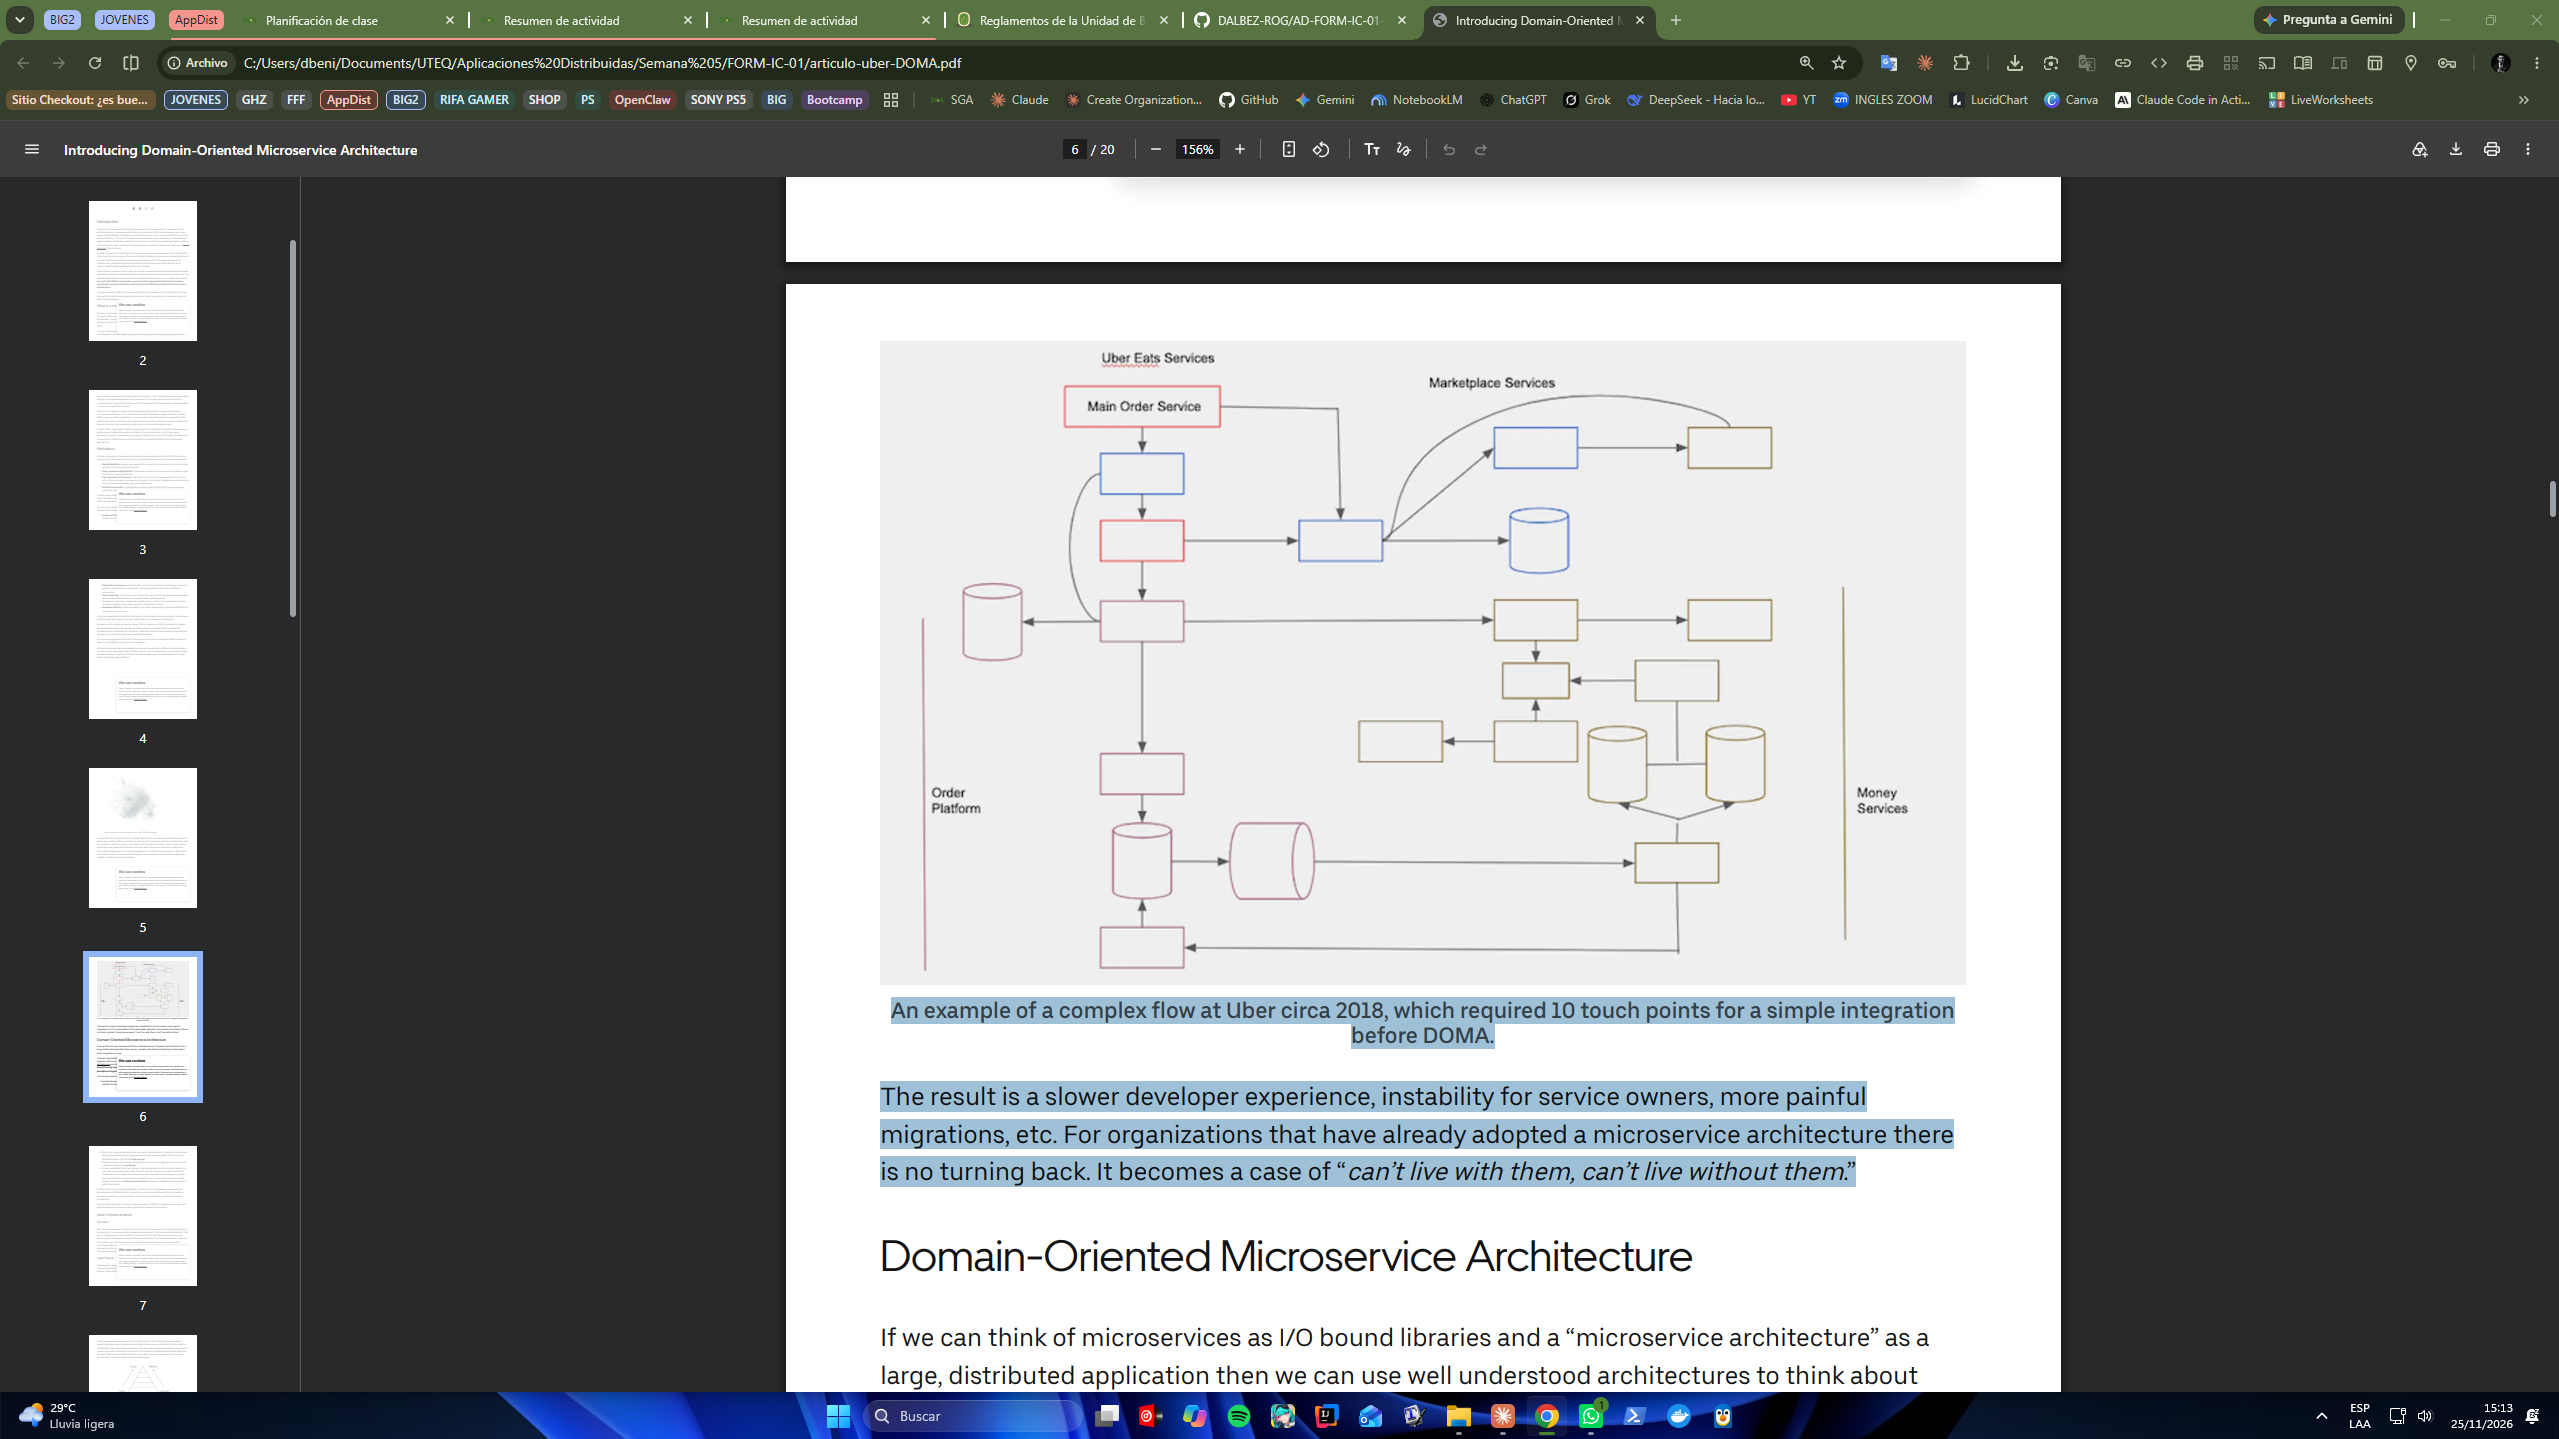 BIG2 JOVENES AppDist Planificación de clase Resumen de actividad Resumen de actividad Reglamentos de la Unidad de B DALBEZ-ROG/AD-FORM-IC-01- Introducing Domain-Oriented M Pregunta a Gemini
Archivo C:/Users/dbeni/Documents/UTEQ/Aplicaciones%20Distribuidas/Semana%205/FORM-IC-01/articulo-uber-DOMA.pdf
Sitio Checkout: ¿es bue... JOVENES GHZ FFF AppDist BIG2 RIFA GAMER SHOP PS OpenClaw SONY PS5 BIG Bootcamp SGA Claude Create Organization... GitHub Gemini NotebookLM ChatGPT Grok DeepSeek - Hacia lo... YT INGLES ZOOM LucidChart Canva Claude Code in Acti... LiveWorksheets
Introducing Domain-Oriented Microservice Architecture 6 / 20 156%
2
3
4
5
6
7
Uber Eats Services
Marketplace Services
Main Order Service
Order
Platform
Money
Services
An example of a complex flow at Uber circa 2018, which required 10 touch points for a simple integration
before DOMA.
The result is a slower developer experience, instability for service owners, more painful
migrations, etc. For organizations that have already adopted a microservice architecture there
is no turning back. It becomes a case of “can’t live with them, can’t live without them.”
Domain-Oriented Microservice Architecture
If we can think of microservices as I/O bound libraries and a “microservice architecture” as a
large, distributed application then we can use well understood architectures to think about
29°C
Lluvia ligera
Buscar
1
ESP
LAA
15:13
25/11/2026